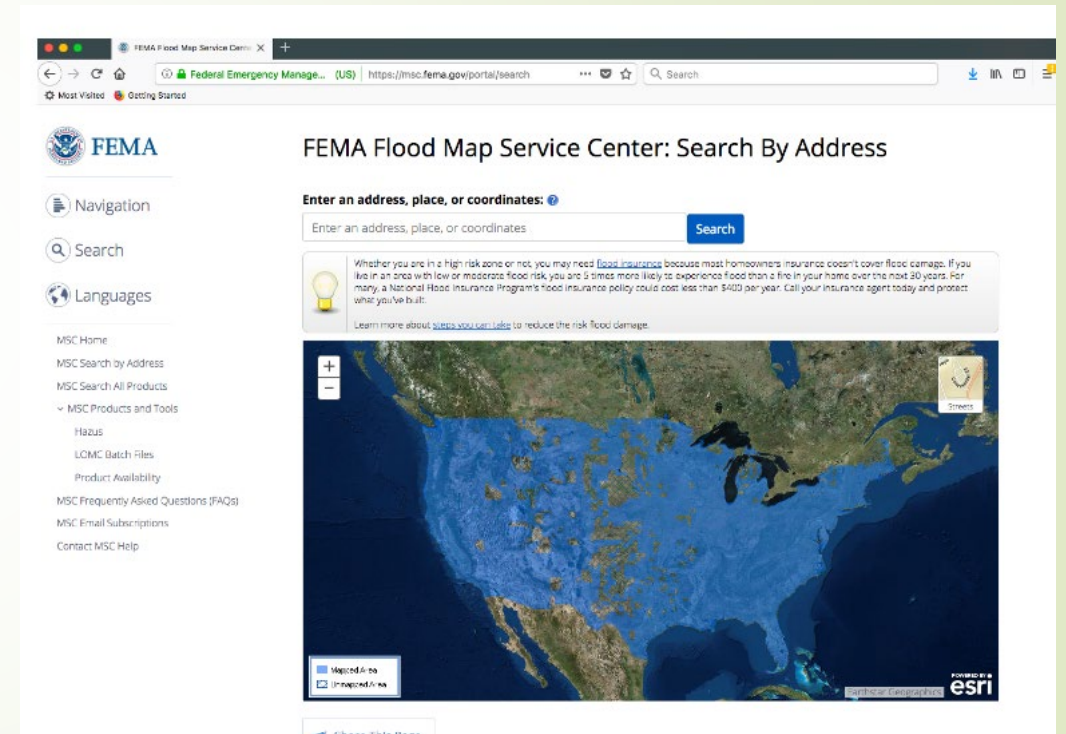 FEMA Flood Map Service Cente
Federal Emergency Manage... (US) https://msc.fema.gov/portal/search ... Search
Most Visited Getting Started
FEMA
Navigation
Search
Languages
MSC Home
MSC Search by Address
MSC Search All Products
MSC Products and Tools
Hazus
LOMC Batch Files
Product Availability
MSC Frequently Asked Questions (FAQs)
MSC Email Subscriptions
Contact MSC Help
FEMA Flood Map Service Center: Search By Address
Enter an address, place, or coordinates:
Enter an address, place, or coordinates Search
Whether you are in a high risk zone or not, you may need flood insurance because most homeowners insurance doesn't cover flood damage. If you
live in an area with low or moderate flood risk, you are 5 times more likely to experience flood than a fire in your home over the next 30 years. For
many, a National Flood Insurance Program's flood insurance policy could cost less than $400 per year. Call your insurance agent today and protect
what you've built.
Learn more about steps you can take to reduce the risk flood damage.
+
−
Streets
Mapped Area
Unmapped Area
Earthstar Geographics
POWERED BY
esri
Share This Page